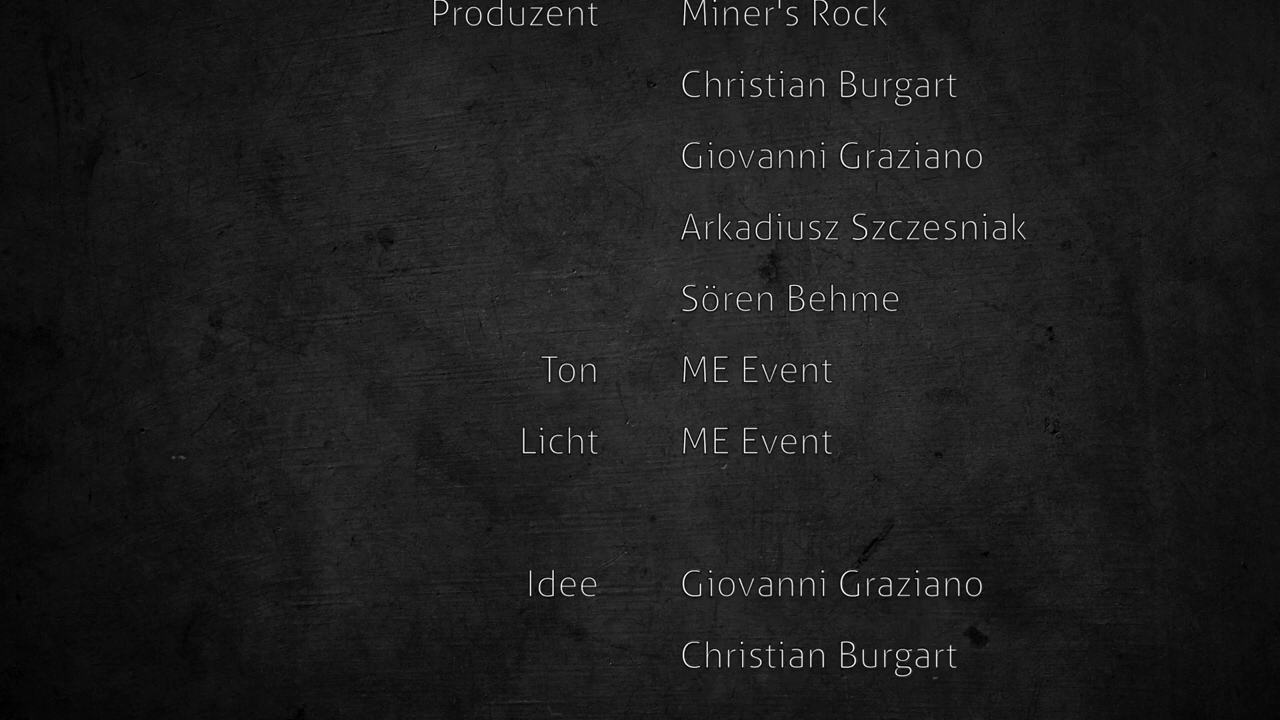 Produzent Miner's Rock
Christian Burgart
Giovanni Graziano
Arkadiusz Szczesniak
Sören Behme
Ton ME Event
Licht ME Event
Idee Giovanni Graziano
Christian Burgart